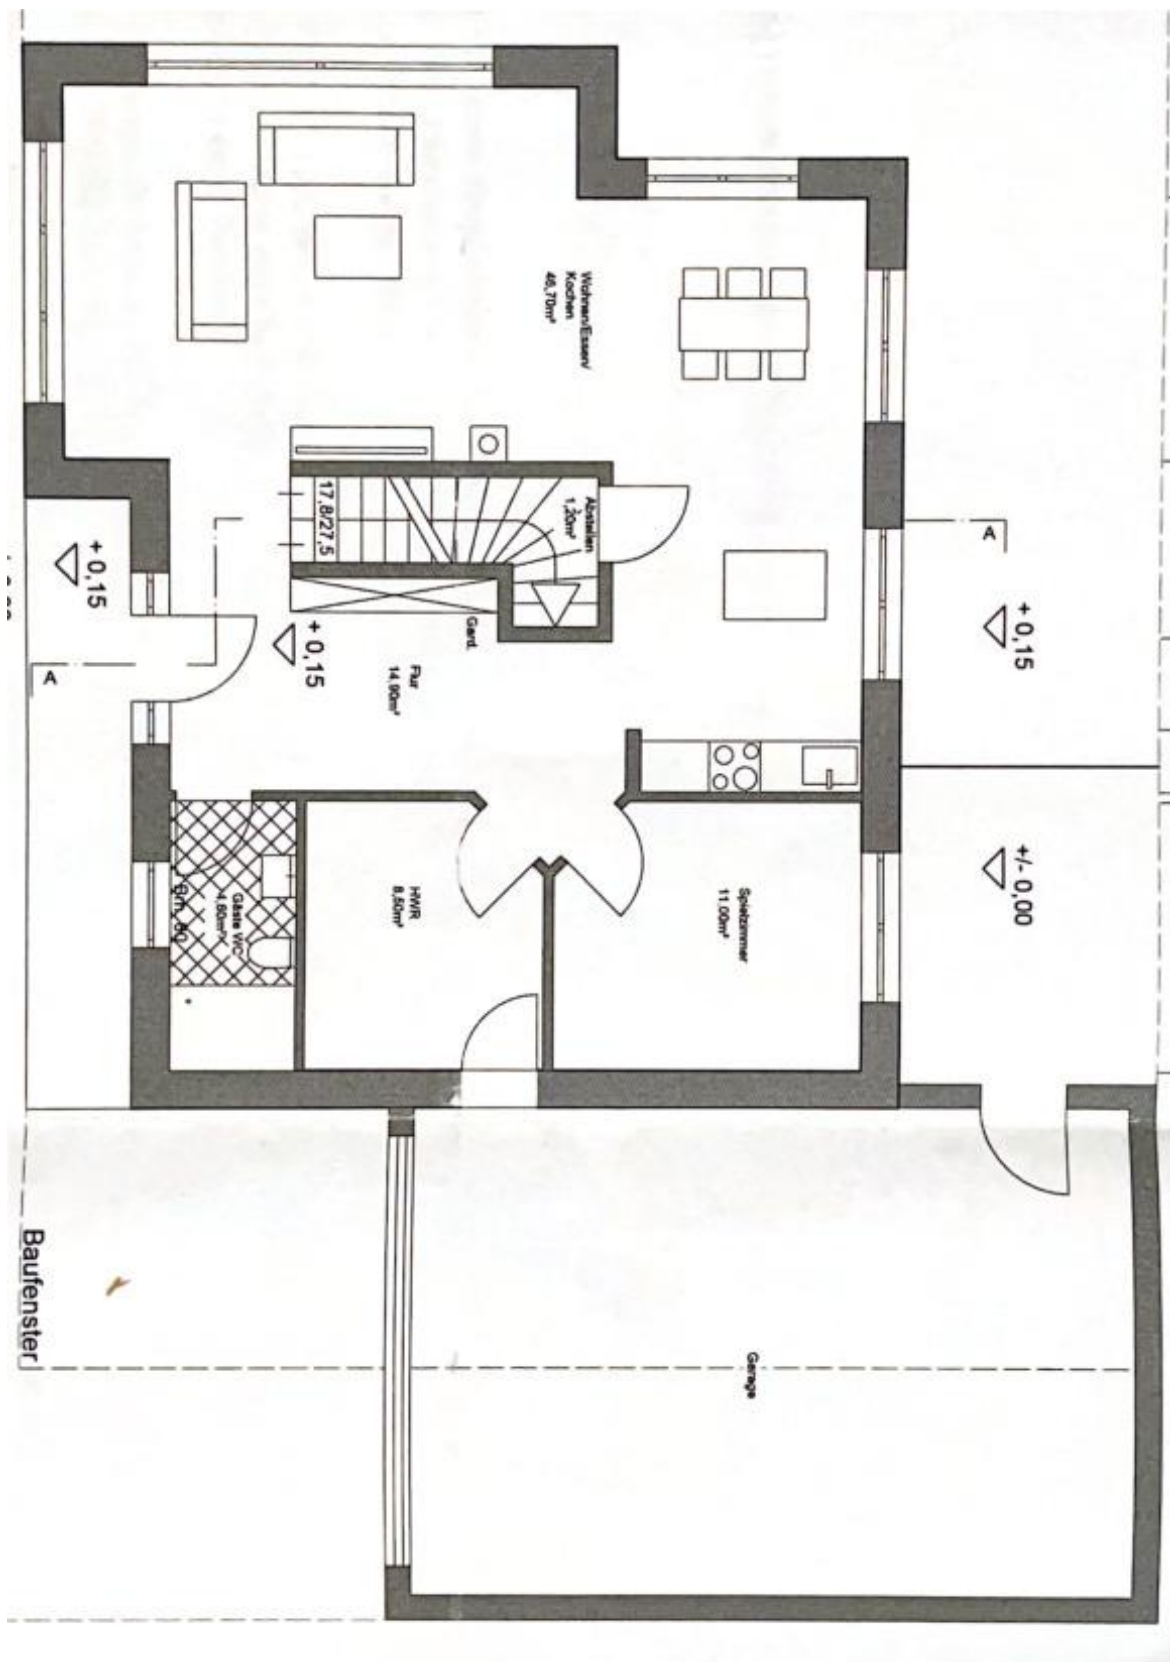 Wohnen/Essen/
Kochen
46,70m²
17,8/27,5
Abstellen
1,20m²
+ 0,15
A
+ 0,15
Gard.
Flur
14,90m²
A
+ 0,15
+/- 0,00
Gäste WC
4,60m²
HWR
8,50m²
Spielzimmer
11,00m²
Baufenster
Garage